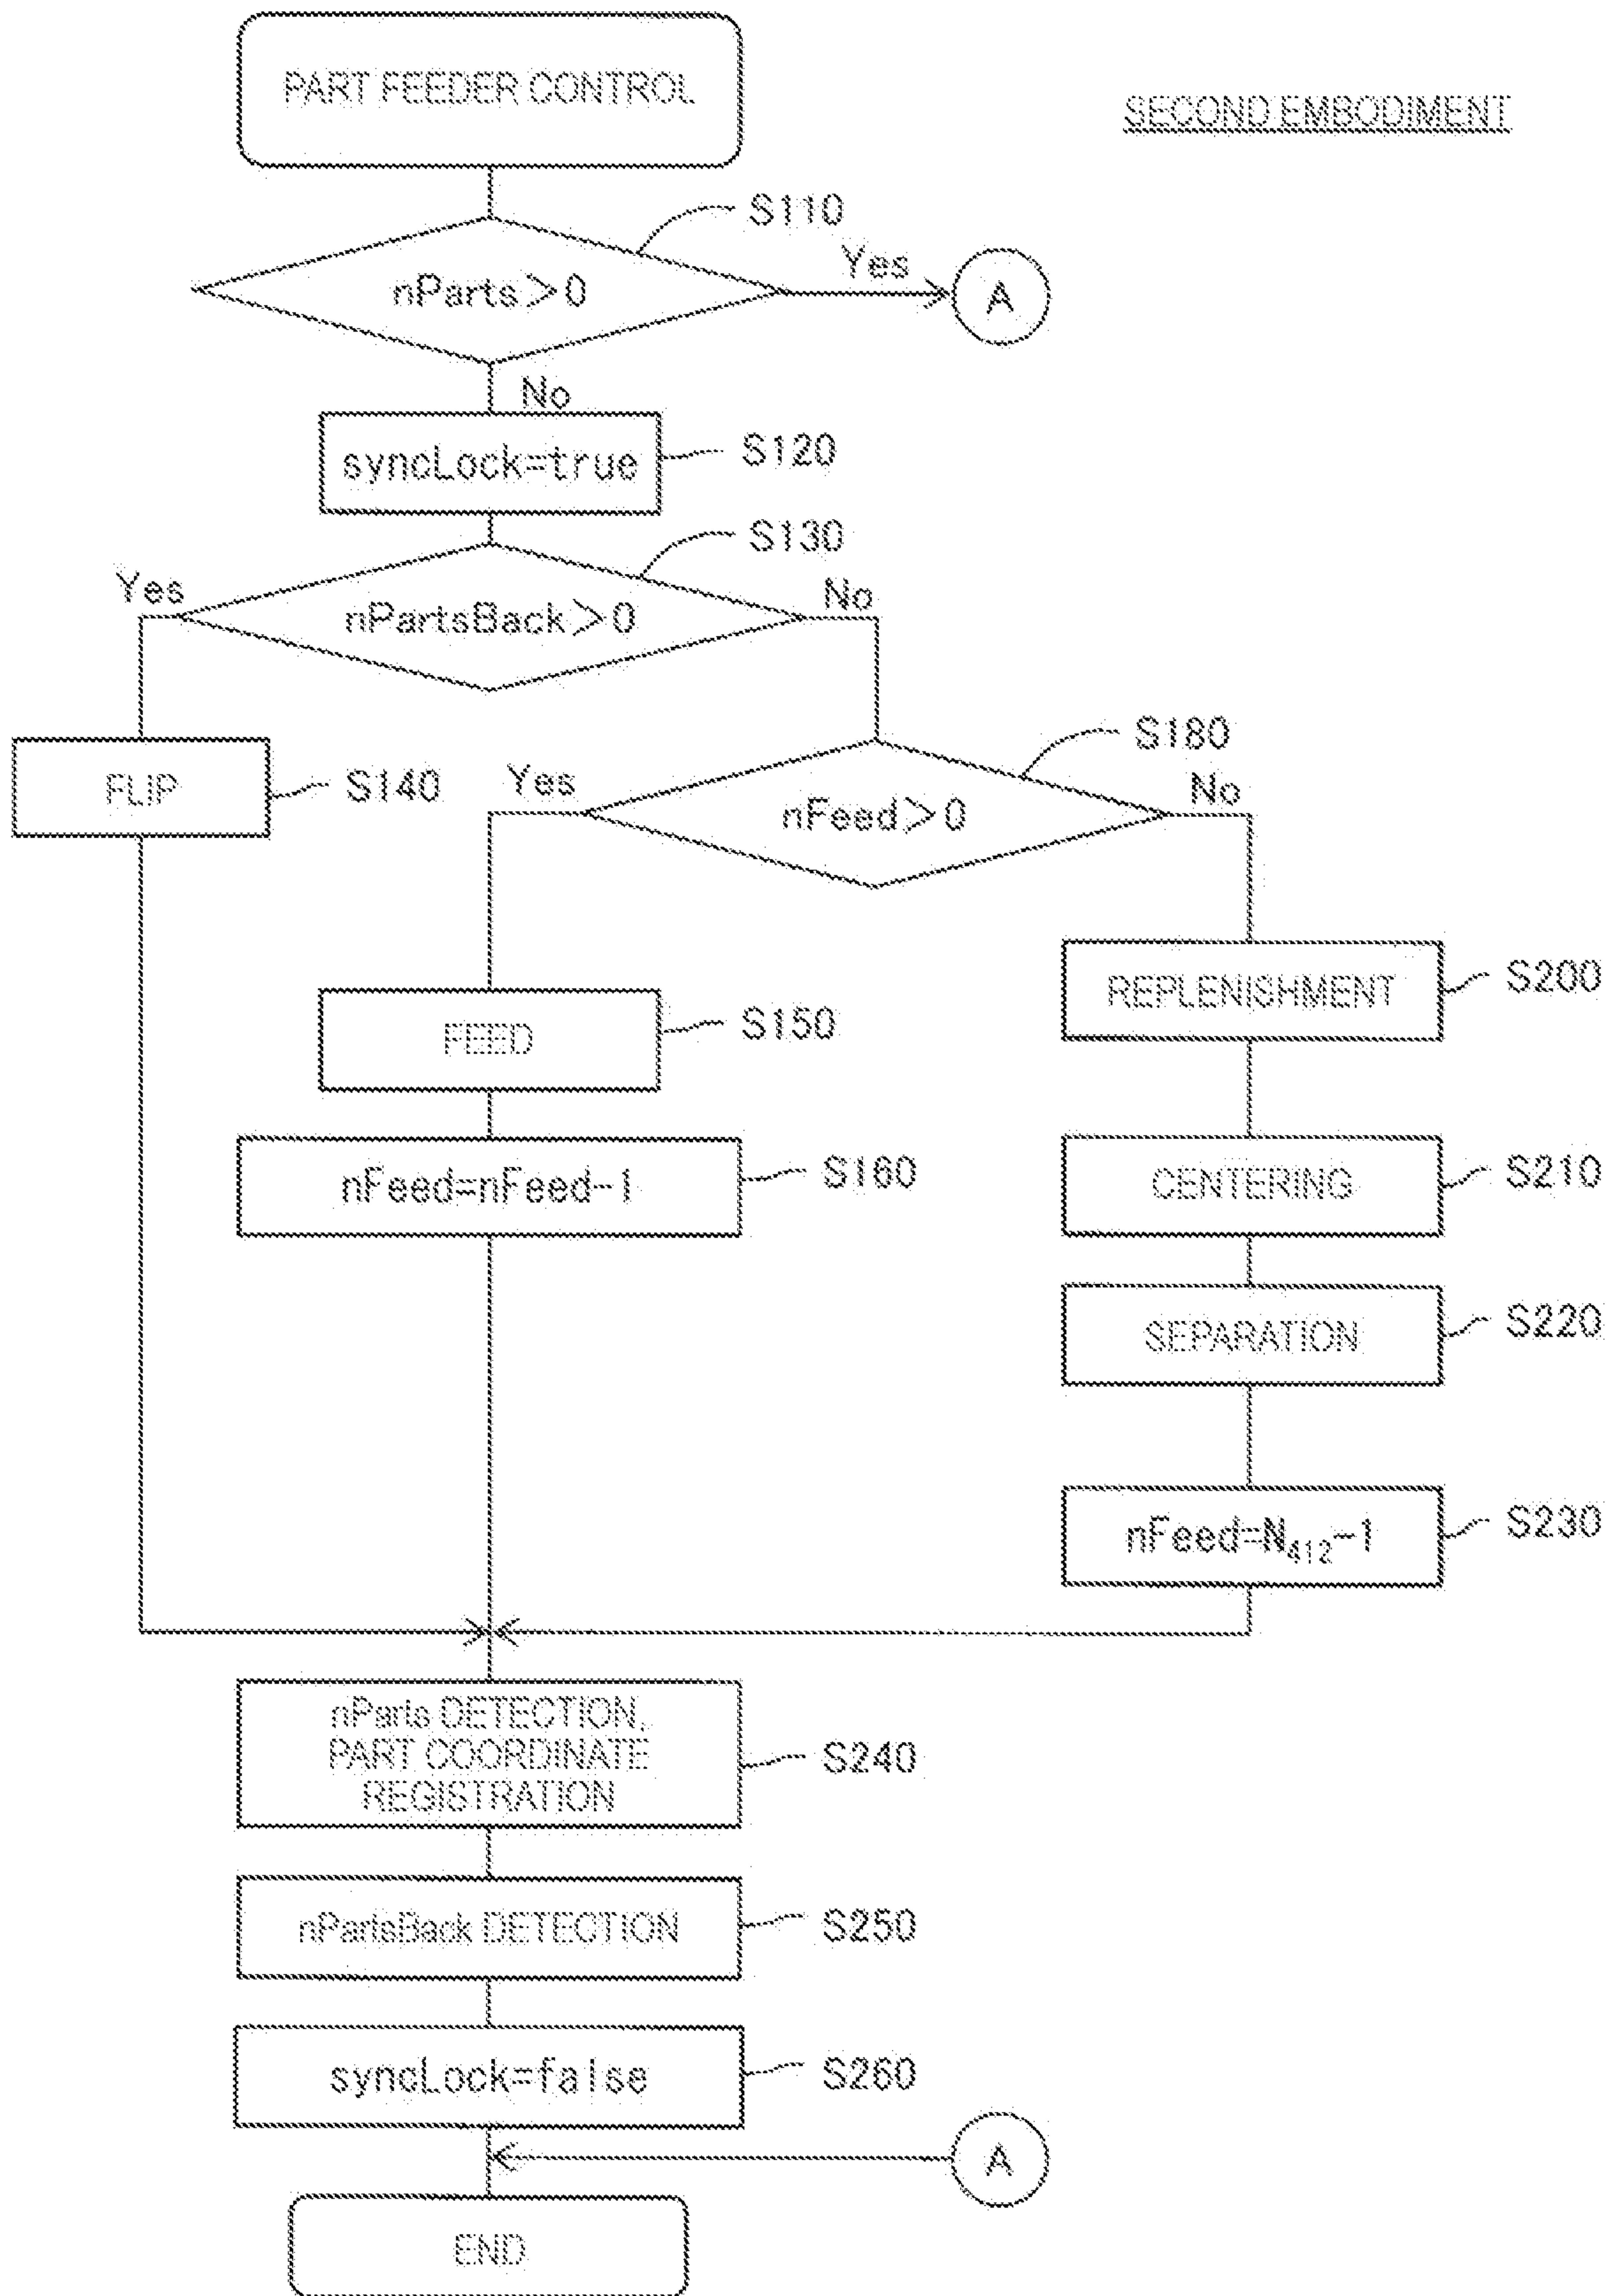 PART FEEDER CONTROL
SECOND EMBODIMENT
S110
nParts>0
Yes
A
No
syncLock=true
S120
S130
Yes
nPartsBack>0
No
FLIP
S140
S180
Yes
nFeed>0
No
FEED
S150
REPLENISHMENT
S200
nFeed=nFeed-1
S160
CENTERING
S210
SEPARATION
S220
nFeed=N412-1
S230
nParts DETECTION,
PART COORDINATE
REGISTRATION
S240
nPartsBack DETECTION
S250
syncLock=false
S260
A
END